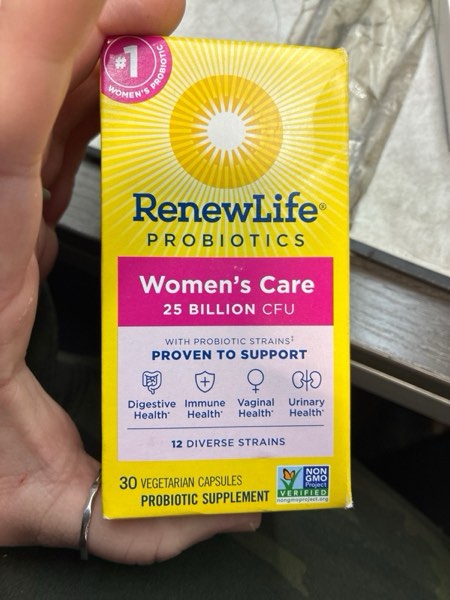 #1
WOMEN'S PROBIOTIC
RenewLife®
PROBIOTICS
Women's Care
25 BILLION CFU
WITH PROBIOTIC STRAINS‡
PROVEN TO SUPPORT
Digestive Health*
Immune Health*
Vaginal Health*
Urinary Health*
12 DIVERSE STRAINS
30 VEGETARIAN CAPSULES
PROBIOTIC SUPPLEMENT
NON
GMO
Project
VERIFIED
nongmoproject.org